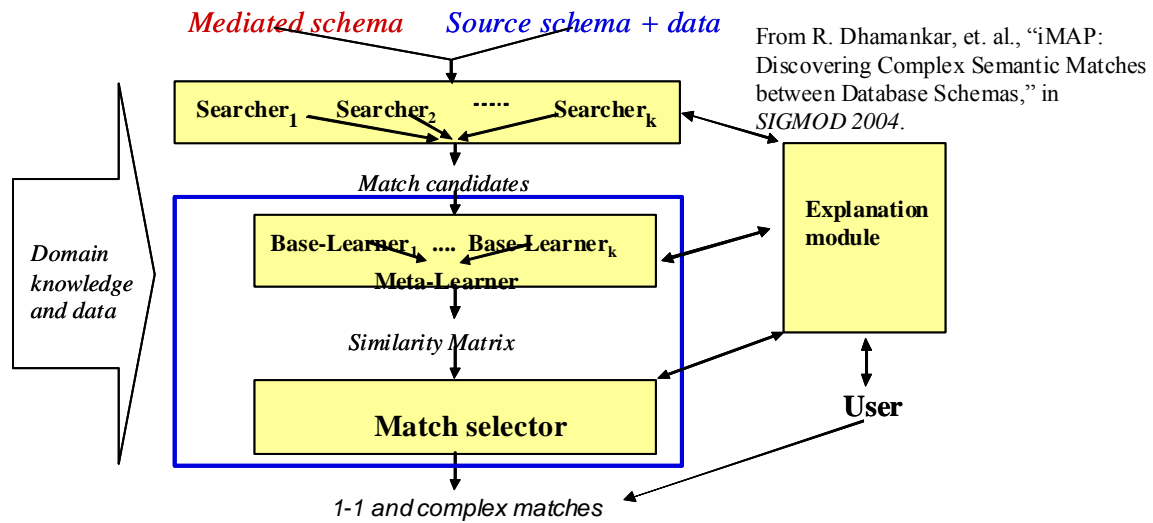 Mediated schema Source schema + data
From R. Dhamankar, et. al., “iMAP:
Discovering Complex Semantic Matches
between Database Schemas,” in
SIGMOD 2004.
Searcher1 Searcher2 ..... Searcherk
Match candidates
Explanation
module
Base-Learner1 .... Base-Learnerk
Meta-Learner
Domain
knowledge
and data
Similarity Matrix
User
Match selector
1-1 and complex matches